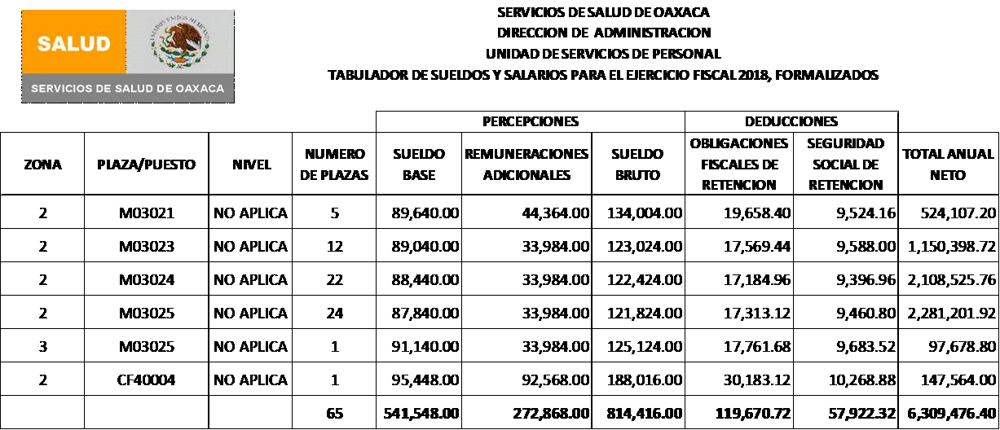 SALUD
ESTADOS UNIDOS MEXICANOS
SERVICIOS DE SALUD DE OAXACA
SERVICIOS DE SALUD DE OAXACA
DIRECCION DE ADMINISTRACION
UNIDAD DE SERVICIOS DE PERSONAL
TABULADOR DE SUELDOS Y SALARIOS PARA EL EJERCICIO FISCAL 2018, FORMALIZADOS
PERCEPCIONES DEDUCCIONES
ZONA PLAZA/PUESTO NIVEL NUMERO DE PLAZAS SUELDO BASE REMUNERACIONES ADICIONALES SUELDO BRUTO OBLIGACIONES FISCALES DE RETENCION SEGURIDAD SOCIAL DE RETENCION TOTAL ANUAL NETO
2 M03021 NO APLICA 5 89,640.00 44,364.00 134,004.00 19,658.40 9,524.16 524,107.20
2 M03023 NO APLICA 12 89,040.00 33,984.00 123,024.00 17,569.44 9,588.00 1,150,398.72
2 M03024 NO APLICA 22 88,440.00 33,984.00 122,424.00 17,184.96 9,396.96 2,108,525.76
2 M03025 NO APLICA 24 87,840.00 33,984.00 121,824.00 17,313.12 9,460.80 2,281,201.92
3 M03025 NO APLICA 1 91,140.00 33,984.00 125,124.00 17,761.68 9,683.52 97,678.80
2 CF40004 NO APLICA 1 95,448.00 92,568.00 188,016.00 30,183.12 10,268.88 147,564.00
65 541,548.00 272,868.00 814,416.00 119,670.72 57,922.32 6,309,476.40